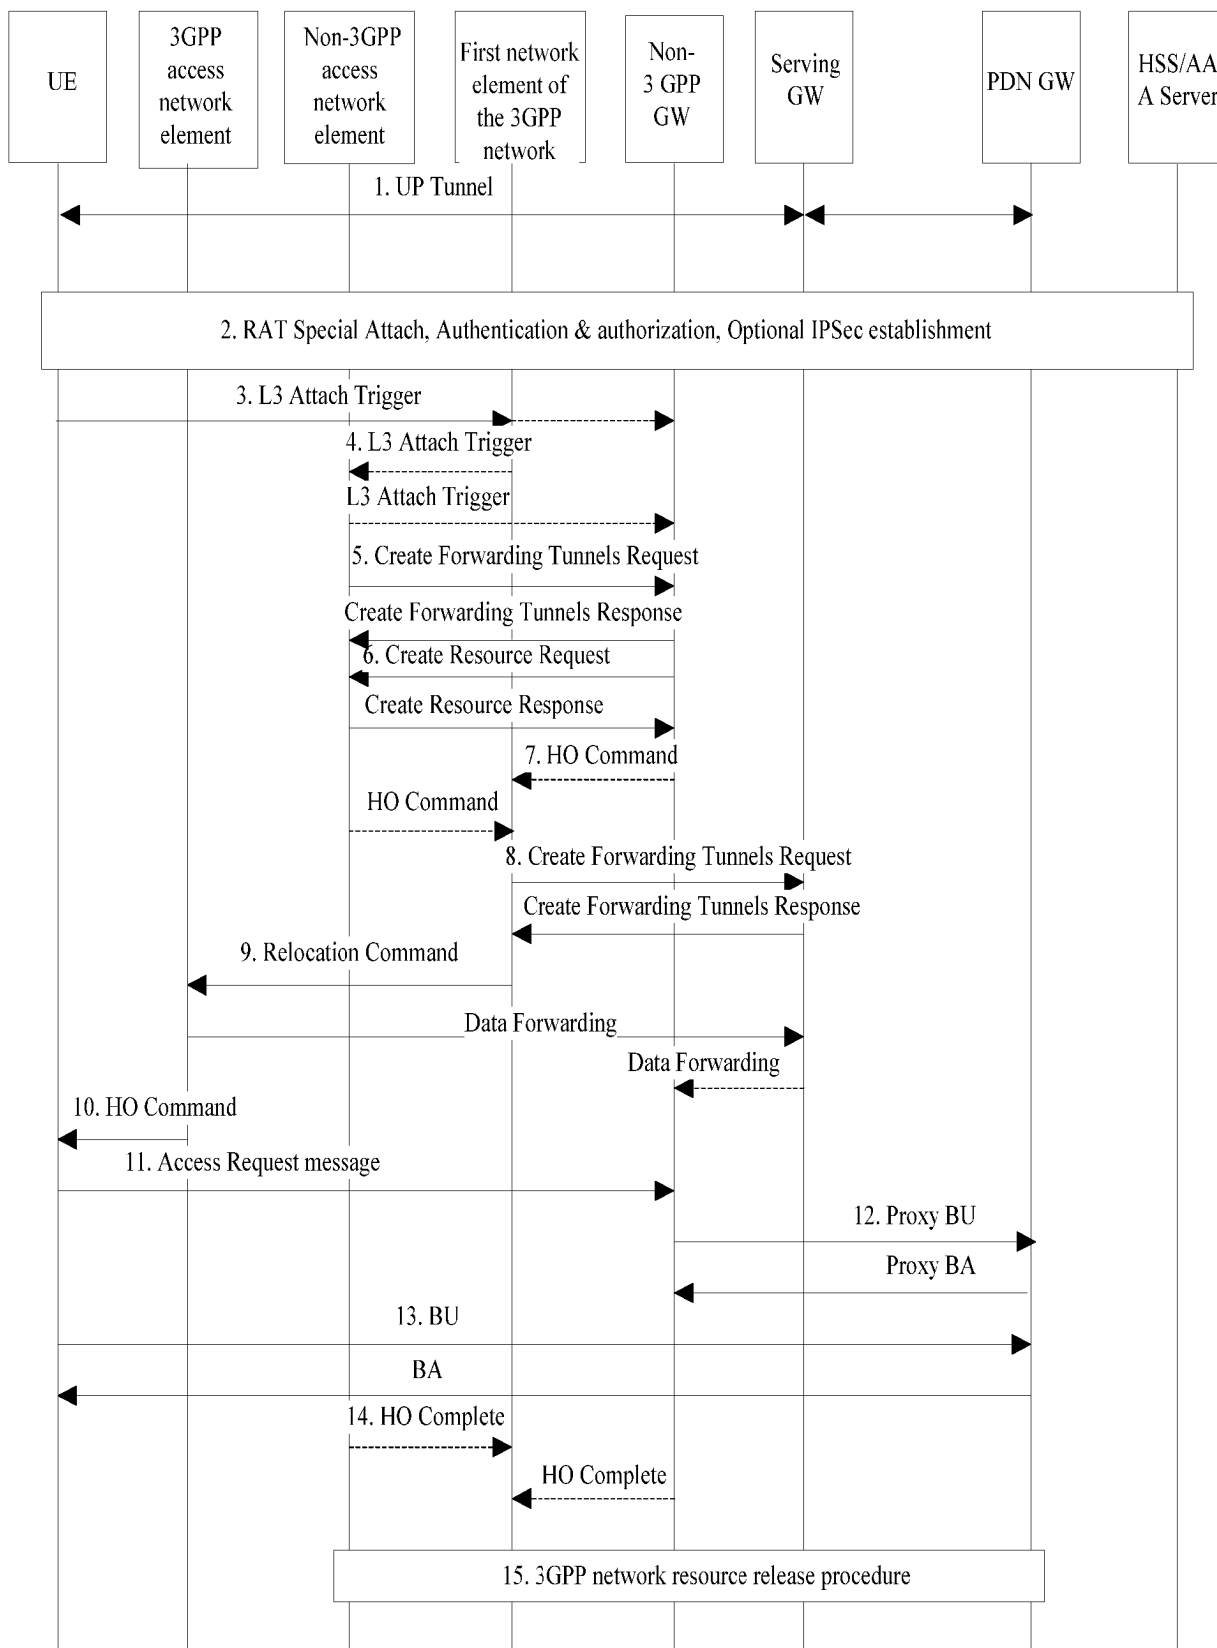 UE
3GPP
access
network
element
Non-3GPP
access
network
element
First network
element of
the 3GPP
network
Non-
3 GPP
GW
Serving
GW
PDN GW
HSS/AA
A Server
1. UP Tunnel
2. RAT Special Attach, Authentication & authorization, Optional IPSec establishment
3. L3 Attach Trigger
4. L3 Attach Trigger
L3 Attach Trigger
5. Create Forwarding Tunnels Request
Create Forwarding Tunnels Response
6. Create Resource Request
Create Resource Response
7. HO Command
HO Command
8. Create Forwarding Tunnels Request
Create Forwarding Tunnels Response
9. Relocation Command
Data Forwarding
Data Forwarding
10. HO Command
11. Access Request message
12. Proxy BU
Proxy BA
13. BU
BA
14. HO Complete
HO Complete
15. 3GPP network resource release procedure